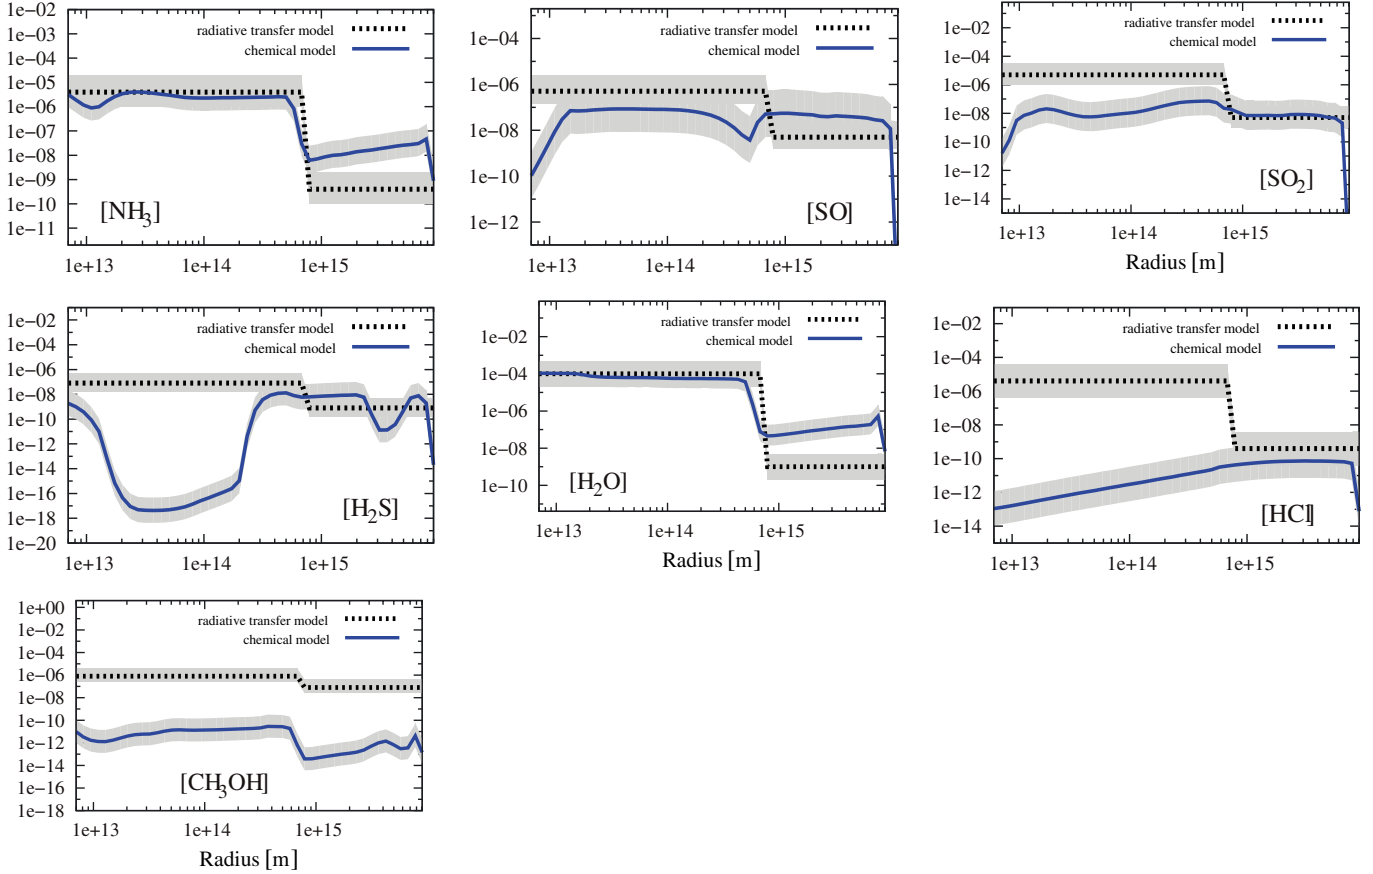 1e−02
1e−03
1e−04
1e−05
1e−06
1e−07
1e−08
1e−09
1e−10
1e−11
radiative transfer model
chemical model
[NH3]
1e+13 1e+14 1e+15
1e−04
1e−06
1e−08
1e−10
1e−12
radiative transfer model
chemical model
[SO]
1e+13 1e+14 1e+15
1e−04
1e−06
1e−08
1e−10
1e−12
1e−14
radiative transfer model
chemical model
[SO2]
1e+13 1e+14 1e+15
Radius [m]
1e−02
1e−04
1e−06
1e−08
1e−10
1e−12
1e−14
1e−16
1e−18
1e−20
radiative transfer model
chemical model
[H2S]
1e+13 1e+14 1e+15
1e−04
1e−06
1e−08
1e−10
radiative transfer model
chemical model
[H2O]
1e+13 1e+14 1e+15
Radius [m]
1e−02
1e−04
1e−06
1e−08
1e−10
1e−12
1e−14
radiative transfer model
chemical model
[HCl]
1e+13 1e+14 1e+15
1e+00
1e−02
1e−04
1e−06
1e−08
1e−10
1e−12
1e−14
1e−16
1e−18
radiative transfer model
chemical model
[CH3OH]
1e+13 1e+14 1e+15
Radius [m]